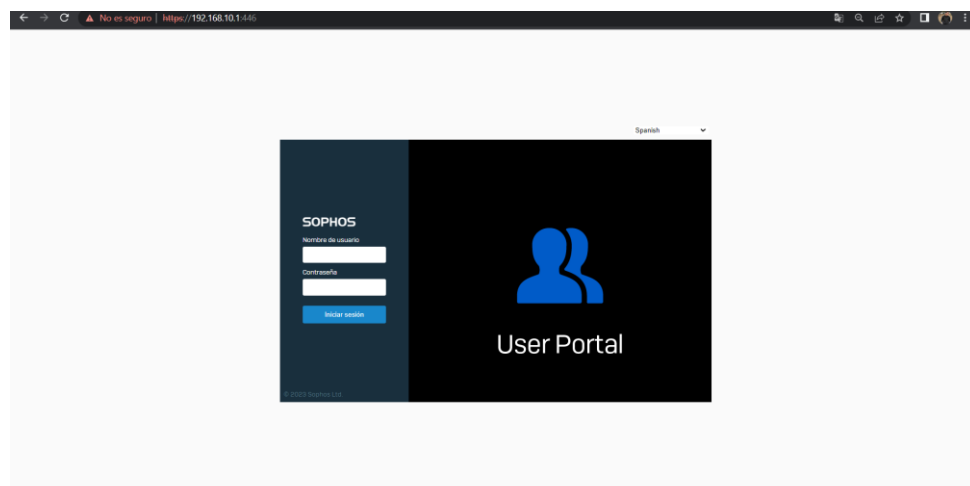 No es seguro | https://192.168.10.1:446
Spanish
SOPHOS
Nombre de usuario
Contraseña
Iniciar sesión
User Portal
© 2023 Sophos Ltd.